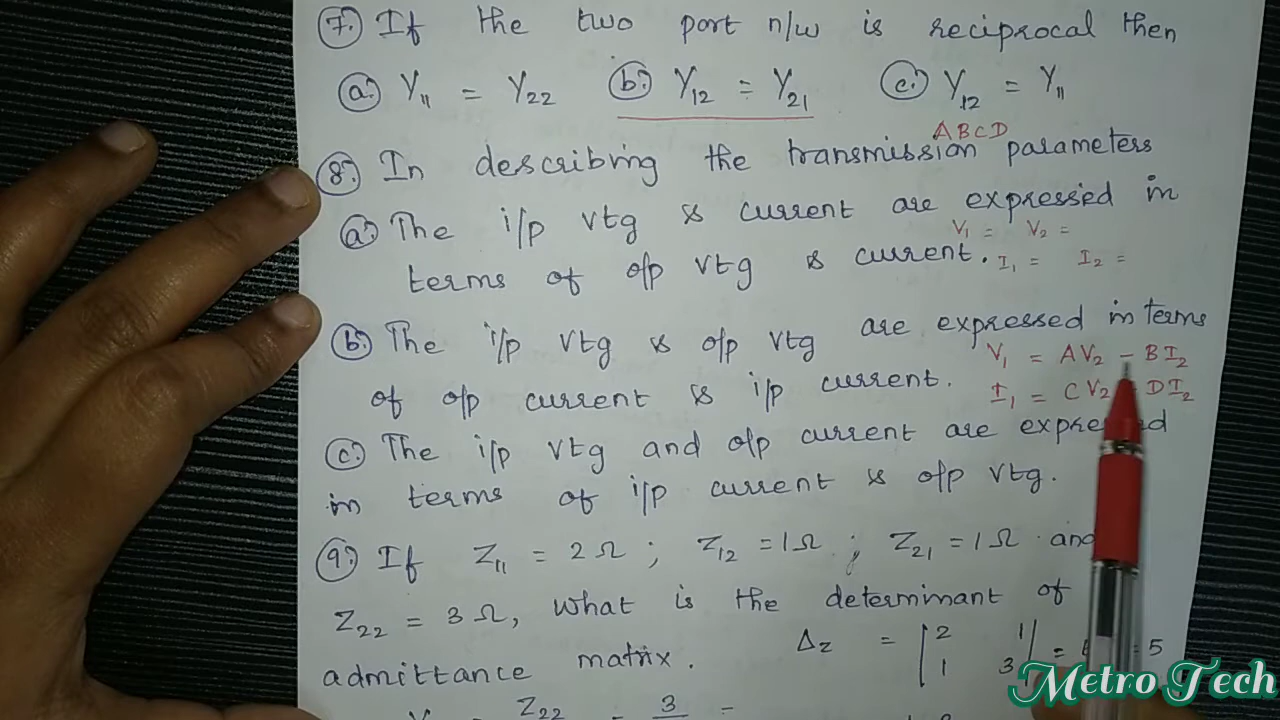 7. If the two port n/w is reciprocal then
a. Y11 = Y22 b. Y12 = Y21 c. Y12 = Y11
ABCD
8. In describing the transmission parameters
a. The i/p vtg & current are expressed in
V1 = V2 =
terms of o/p vtg & current. I1 = I2 =
b. The i/p vtg & o/p vtg are expressed in terms
V1 = AV2 - BI2
of o/p current & i/p current. I1 = CV2 DI2
c. The i/p vtg and o/p current are
in terms of i/p current & o/p vtg.
9. If Z11 = 2Ω ; Z12 = 1Ω ; Z21 = 1Ω and
Z22 = 3Ω, what is the determinant of
admittance matrix. Δz = |2 1| = = 5
|1 3|
Z22 = 3 =
Metro Tech